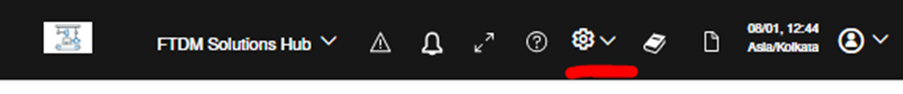 FTDM Solutions Hub
08/01, 12:44
Asia/Kolkata